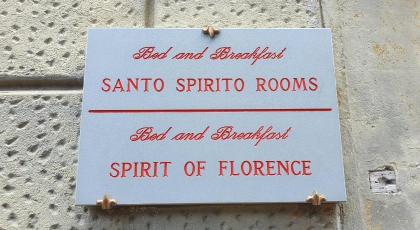 Bed and Breakfast
SANTO SPIRITO ROOMS
Bed and Breakfast
SPIRIT OF FLORENCE